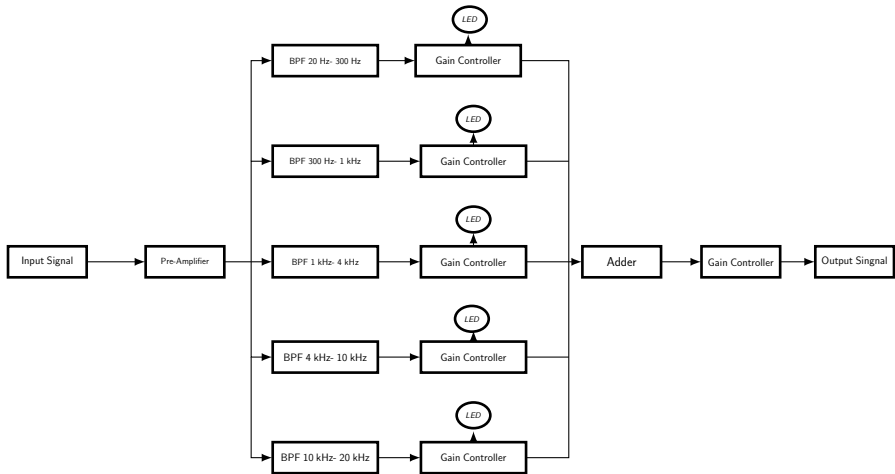 LED
BPF 20 Hz- 300 Hz
Gain Controller
LED
BPF 300 Hz- 1 kHz
Gain Controller
LED
Input Signal
Pre-Amplifier
BPF 1 kHz- 4 kHz
Gain Controller
Adder
Gain Controller
Output Singnal
LED
BPF 4 kHz- 10 kHz
Gain Controller
LED
BPF 10 kHz- 20 kHz
Gain Controller